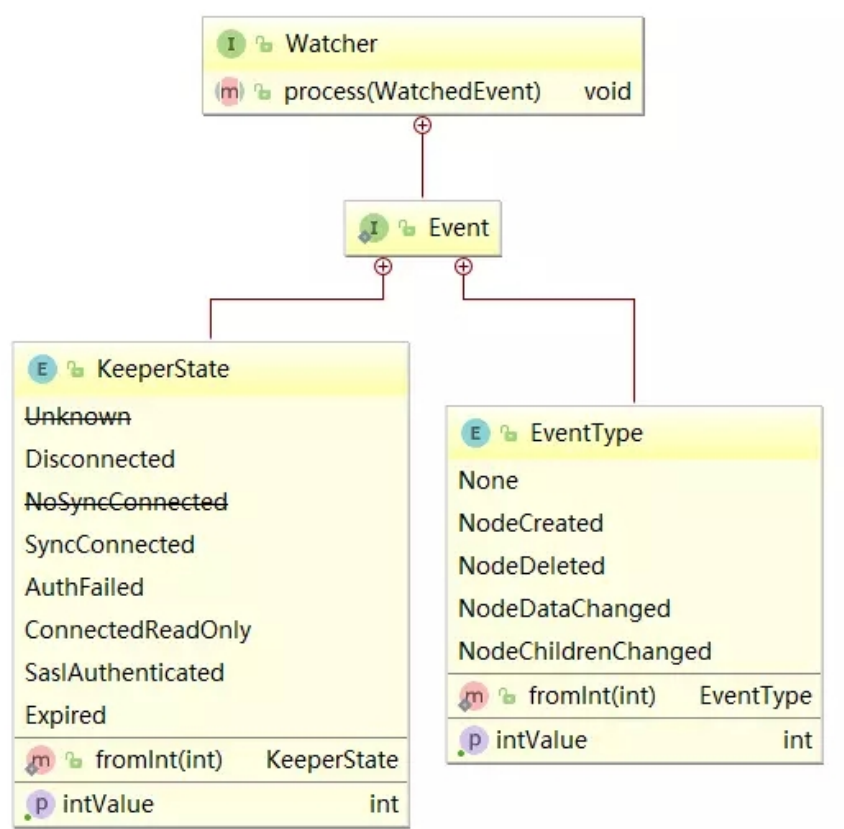 I Watcher
m process(WatchedEvent) void
I Event
E KeeperState
Unknown
Disconnected
NoSyncConnected
SyncConnected
AuthFailed
ConnectedReadOnly
SaslAuthenticated
Expired
m fromInt(int) KeeperState
p intValue int
E EventType
None
NodeCreated
NodeDeleted
NodeDataChanged
NodeChildrenChanged
m fromInt(int) EventType
p intValue int